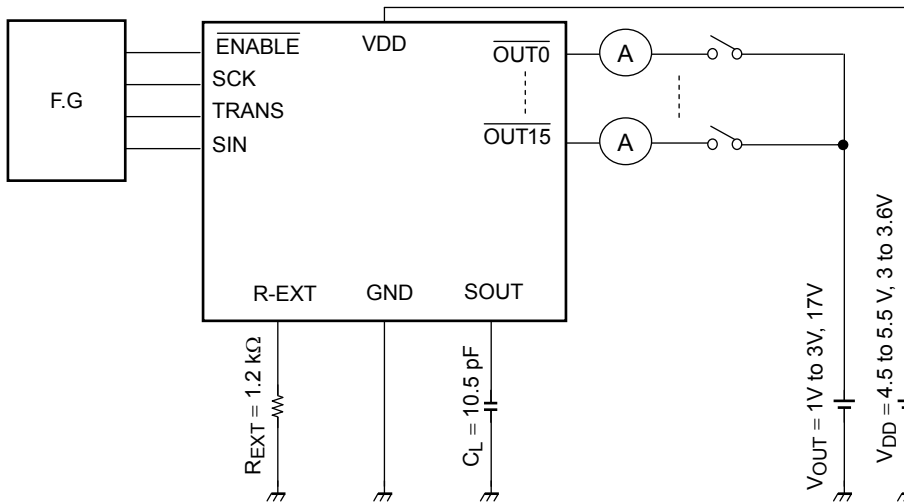 F.G
ENABLE
SCK
TRANS
SIN
VDD
OUT0
OUT15
A
A
R-EXT
GND
SOUT
REXT = 1.2 kΩ
CL = 10.5 pF
VOUT = 1V to 3V, 17V
VDD = 4.5 to 5.5 V, 3 to 3.6V